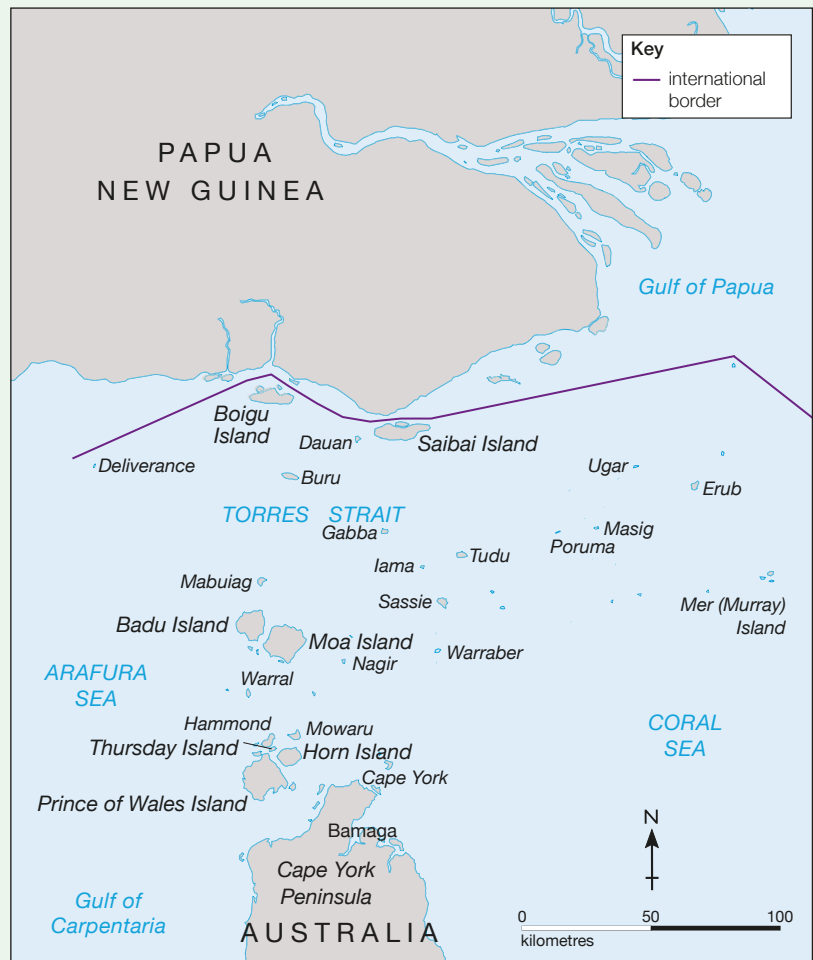 Key
international
border
PAPUA
NEW GUINEA
Gulf of Papua
Boigu
Island
Dauan
Saibai Island
Deliverance
Buru
Ugar
Erub
TORRES STRAIT
Gabba
Masig
Poruma
Tudu
Iama
Mabuiag
Sassie
Mer (Murray)
Island
Badu Island
Moa Island
Warraber
Nagir
ARAFURA
SEA
Warral
CORAL
SEA
Hammond
Mowaru
Thursday Island
Horn Island
Cape York
Prince of Wales Island
N
Bamaga
Cape York
Peninsula
Gulf of
Carpentaria
AUSTRALIA
0 50 100
kilometres